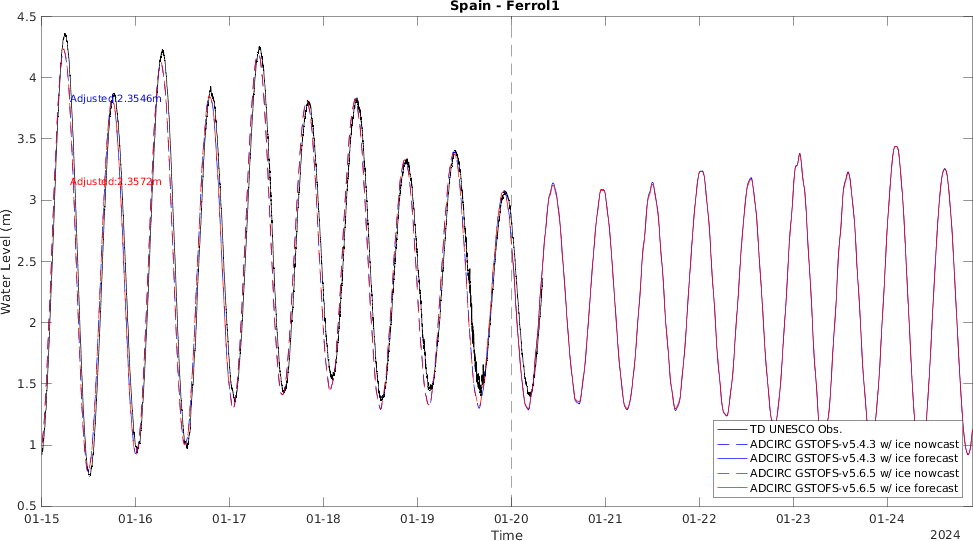 Spain - Ferrol1
4.5
4
3.5
3
2.5
2
1.5
1
0.5
Water Level (m)
Adjusted:2.3546m
Adjusted:2.3572m
TD UNESCO Obs.
ADCIRC GSTOFS-v5.4.3 w/ ice nowcast
ADCIRC GSTOFS-v5.4.3 w/ ice forecast
ADCIRC GSTOFS-v5.6.5 w/ ice nowcast
ADCIRC GSTOFS-v5.6.5 w/ ice forecast
01-15 01-16 01-17 01-18 01-19 01-20 01-21 01-22 01-23 01-24
Time
2024